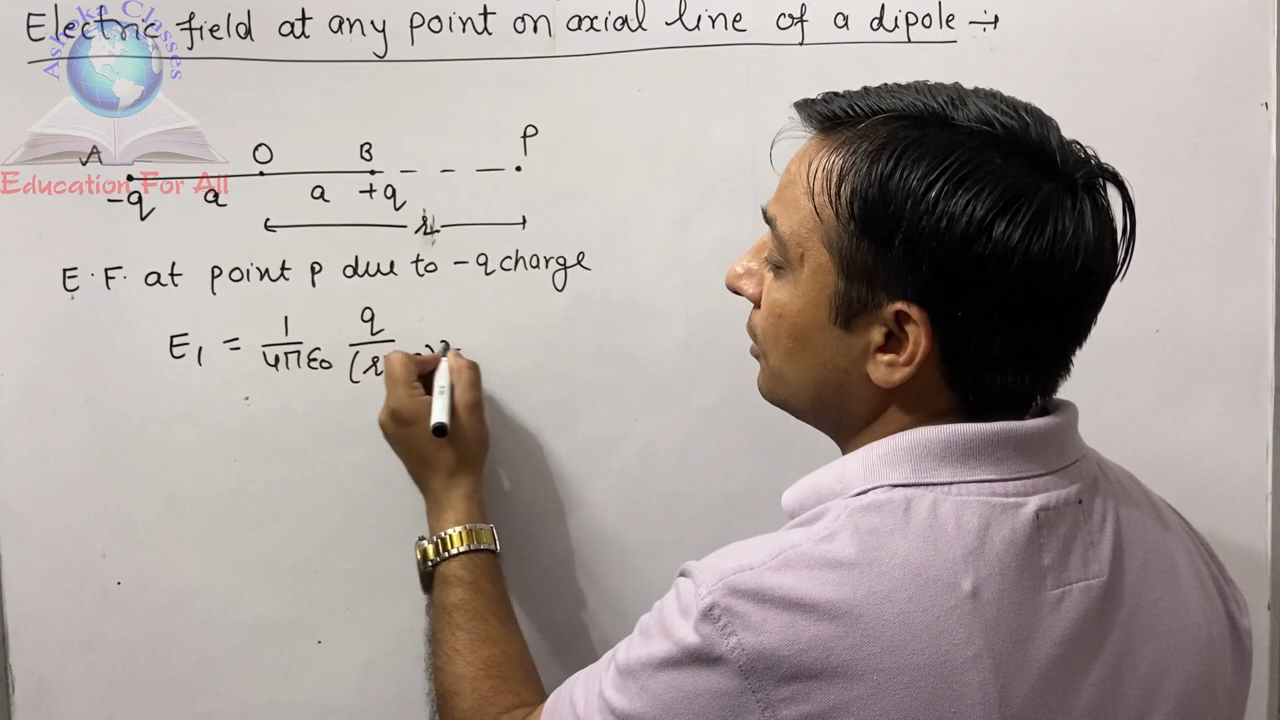 Electric field at any point on axial line of a dipole :-
Ashoka Classes
A O B P
-q a a +q
r
E.F. at point P due to -q charge
E₁ = 1/4πε₀ q/(r
Education For All